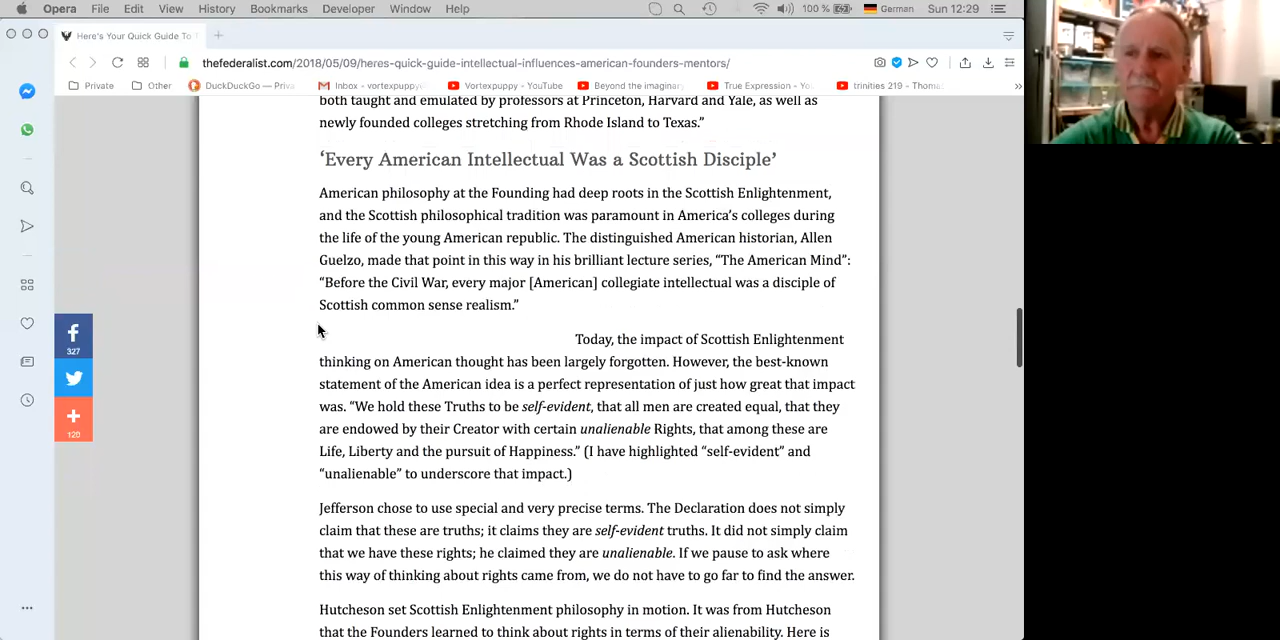 Opera File Edit View History Bookmarks Developer Window Help 100 % German Sun 12:29
Here's Your Quick Guide To
thefederalist.com/2018/05/09/heres-quick-guide-intellectual-influences-american-founders-mentors/
Private Other DuckDuckGo — Priva Inbox - vortexpuppy@ Vortexpuppy - YouTube Beyond the imaginary True Expression - You trinities 219 - Thoma »
both taught and emulated by professors at Princeton, Harvard and Yale, as well as
newly founded colleges stretching from Rhode Island to Texas.”
‘Every American Intellectual Was a Scottish Disciple’
American philosophy at the Founding had deep roots in the Scottish Enlightenment,
and the Scottish philosophical tradition was paramount in America’s colleges during
the life of the young American republic. The distinguished American historian, Allen
Guelzo, made that point in this way in his brilliant lecture series, “The American Mind”:
“Before the Civil War, every major [American] collegiate intellectual was a disciple of
Scottish common sense realism.”
327
120
Today, the impact of Scottish Enlightenment
thinking on American thought has been largely forgotten. However, the best-known
statement of the American idea is a perfect representation of just how great that impact
was. “We hold these Truths to be self-evident, that all men are created equal, that they
are endowed by their Creator with certain unalienable Rights, that among these are
Life, Liberty and the pursuit of Happiness.” (I have highlighted “self-evident” and
“unalienable” to underscore that impact.)
Jefferson chose to use special and very precise terms. The Declaration does not simply
claim that these are truths; it claims they are self-evident truths. It did not simply claim
that we have these rights; he claimed they are unalienable. If we pause to ask where
this way of thinking about rights came from, we do not have to go far to find the answer.
Hutcheson set Scottish Enlightenment philosophy in motion. It was from Hutcheson
that the Founders learned to think about rights in terms of their alienability. Here is